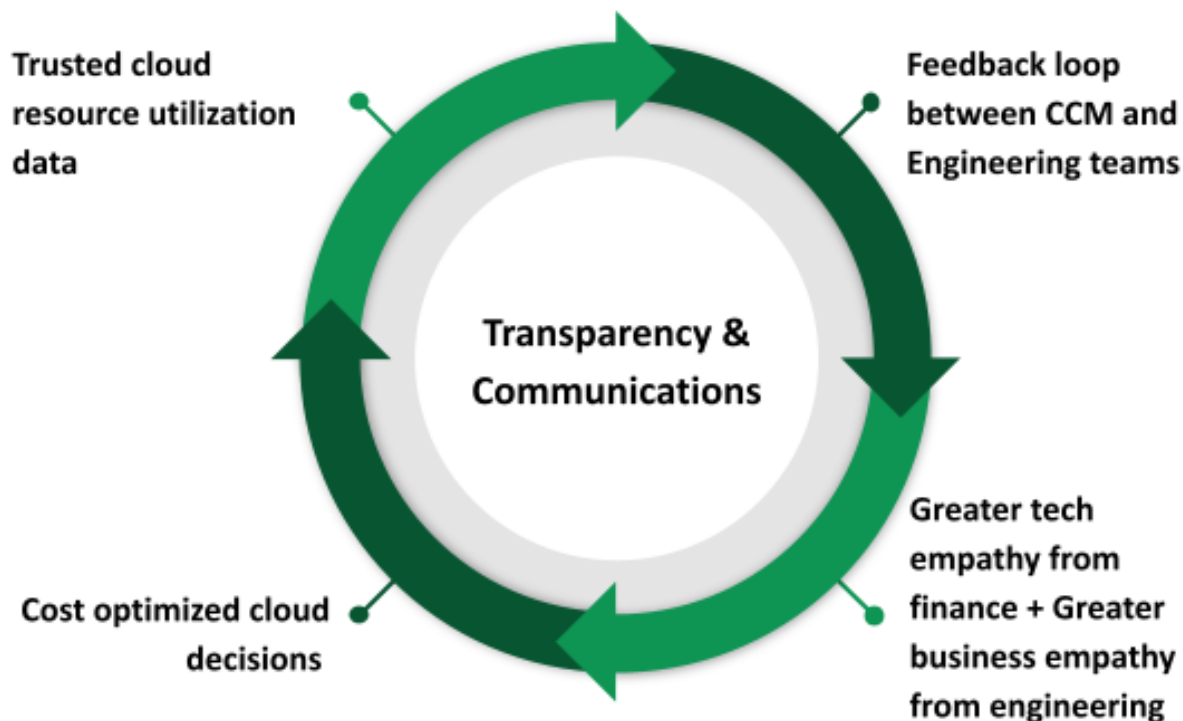 Trusted cloud
resource utilization
data
Feedback loop
between CCM and
Engineering teams
Transparency &
Communications
Greater tech
empathy from
finance + Greater
business empathy
from engineering
Cost optimized cloud
decisions